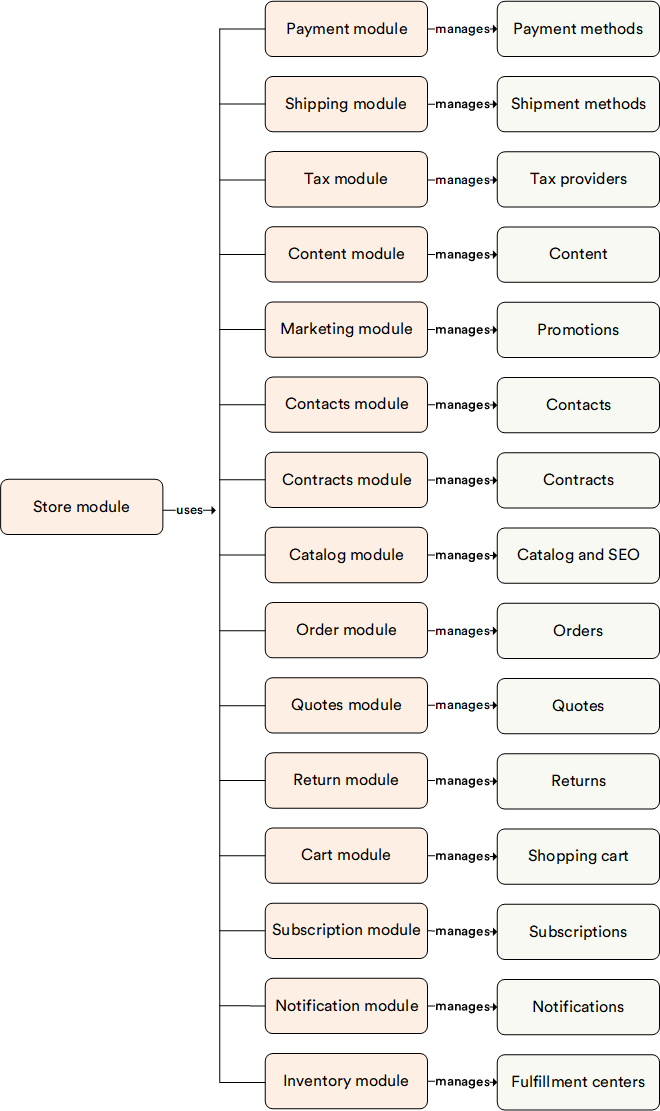 Payment module manages Payment methods
Shipping module manages Shipment methods
Tax module manages Tax providers
Content module manages Content
Marketing module manages Promotions
Contacts module manages Contacts
Contracts module manages Contracts
Store module uses
Catalog module manages Catalog and SEO
Order module manages Orders
Quotes module manages Quotes
Return module manages Returns
Cart module manages Shopping cart
Subscription module manages Subscriptions
Notification module manages Notifications
Inventory module manages Fulfillment centers